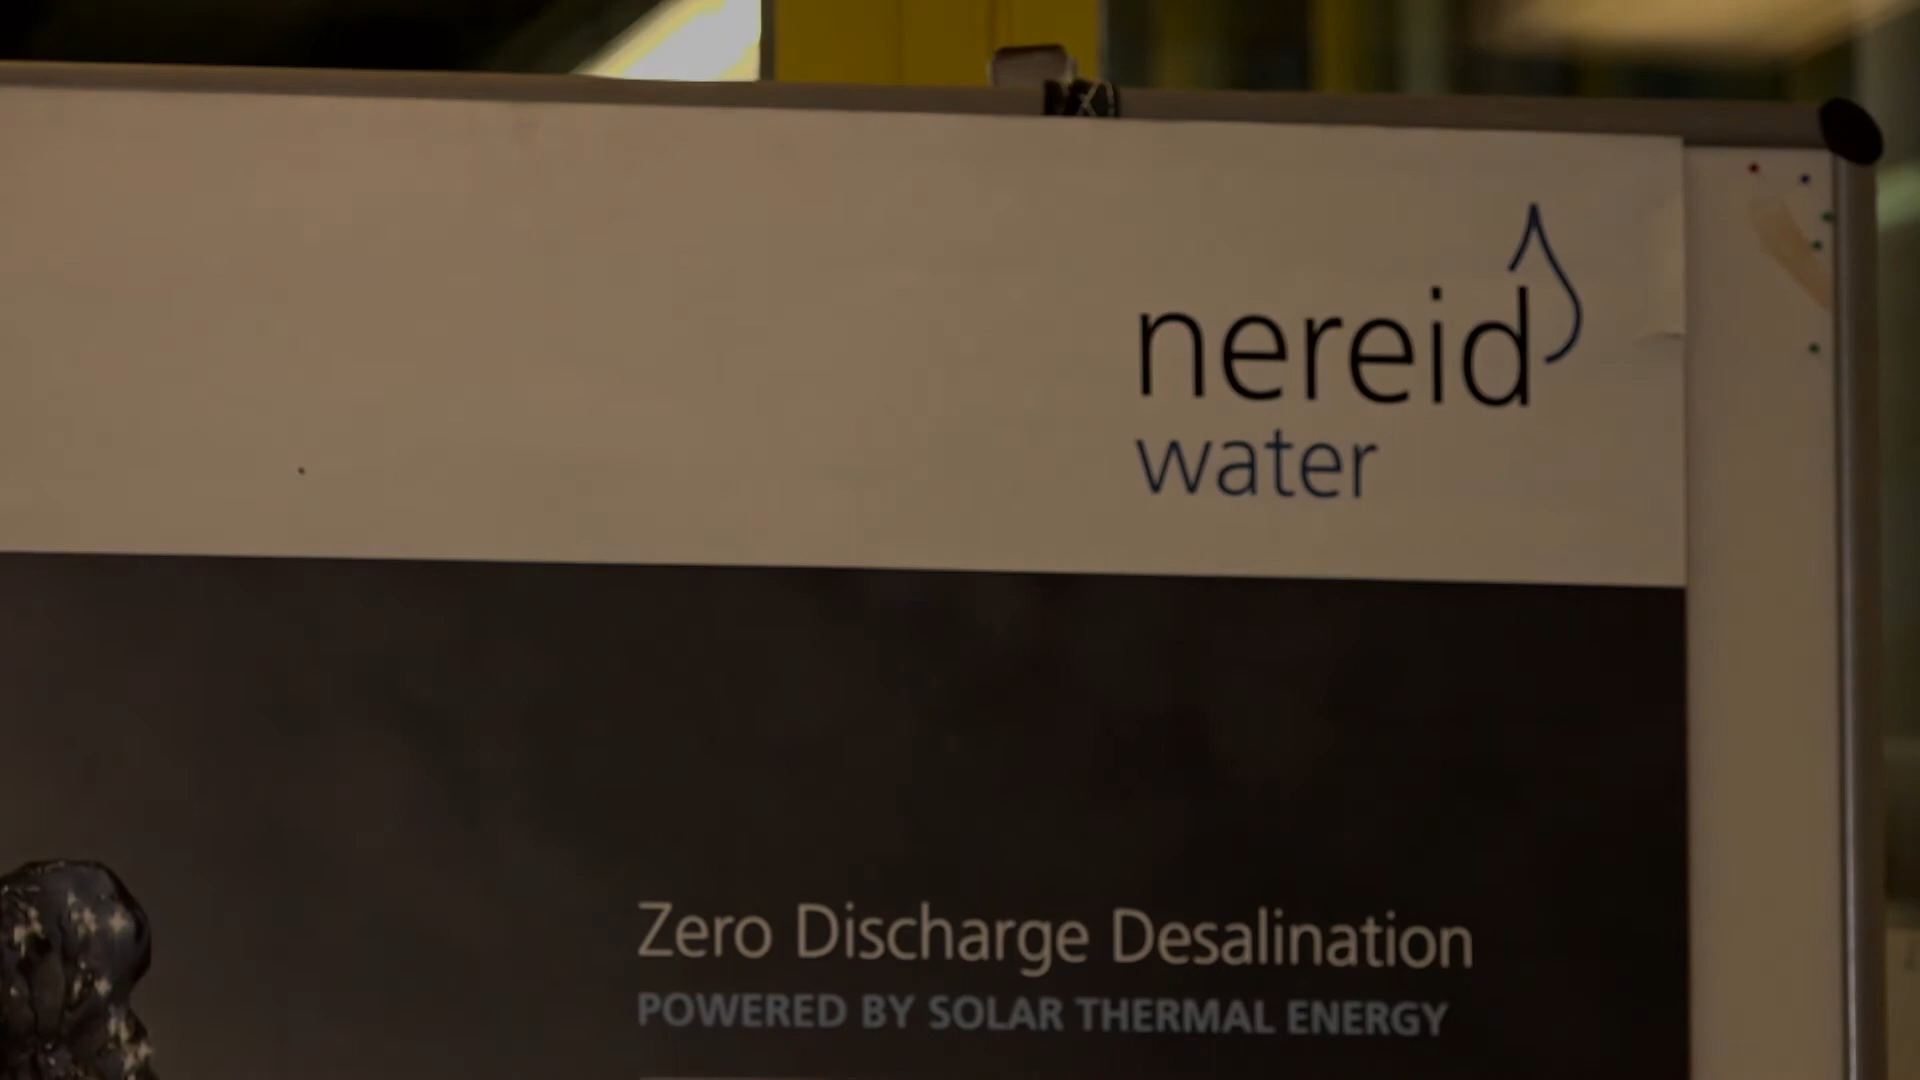 nereid
water
Zero Discharge Desalination
POWERED BY SOLAR THERMAL ENERGY